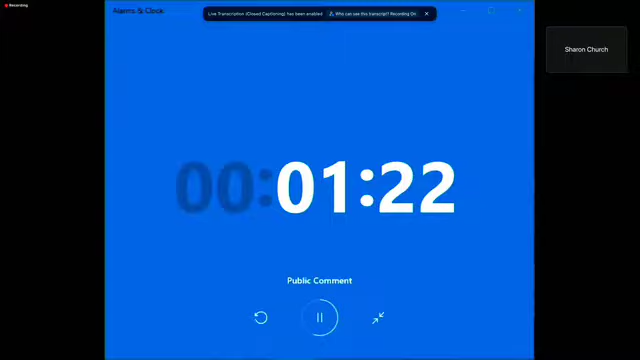 Recording
Alarms & Clock
Live Transcription (Closed Captioning) has been enabled
Who can see this transcript? Recording On
Sharon Church
00:01:22
Public Comment